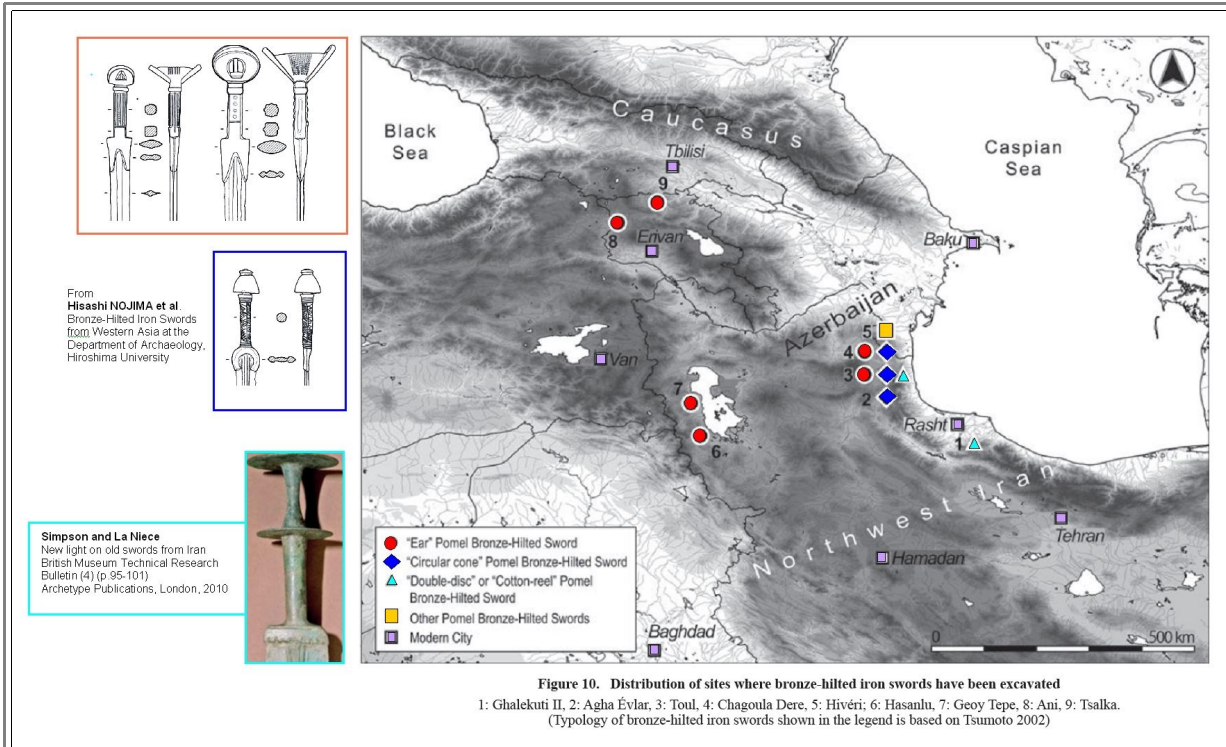 From
Hisashi NOJIMA et al.
Bronze-Hilted Iron Swords
from Western Asia at the
Department of Archaeology,
Hiroshima University
Simpson and La Niece
New light on old swords from Iran
British Museum Technical Research
Bulletin (4) (p.95-101)
Archetype Publications, London, 2010
Black
Sea
Caucasus
Tbilisi
9
8
Erivan
Caspian
Sea
Baku
Azerbaijian
5
4
3
2
Van
7
6
Rasht
1
Northwest Iran
Tehran
Hamadan
Baghdad
"Ear" Pomel Bronze-Hilted Sword
"Circular cone" Pomel Bronze-Hilted Sword
"Double-disc" or "Cotton-reel" Pomel
Bronze-Hilted Sword
Other Pomel Bronze-Hilted Swords
Modern City
0 500 km
Figure 10. Distribution of sites where bronze-hilted iron swords have been excavated
1: Ghalekuti II, 2: Agha Évlar, 3: Toul, 4: Chagoula Dere, 5: Hivéri; 6: Hasanlu, 7: Geoy Tepe, 8: Ani, 9: Tsalka.
(Typology of bronze-hilted iron swords shown in the legend is based on Tsumoto 2002)